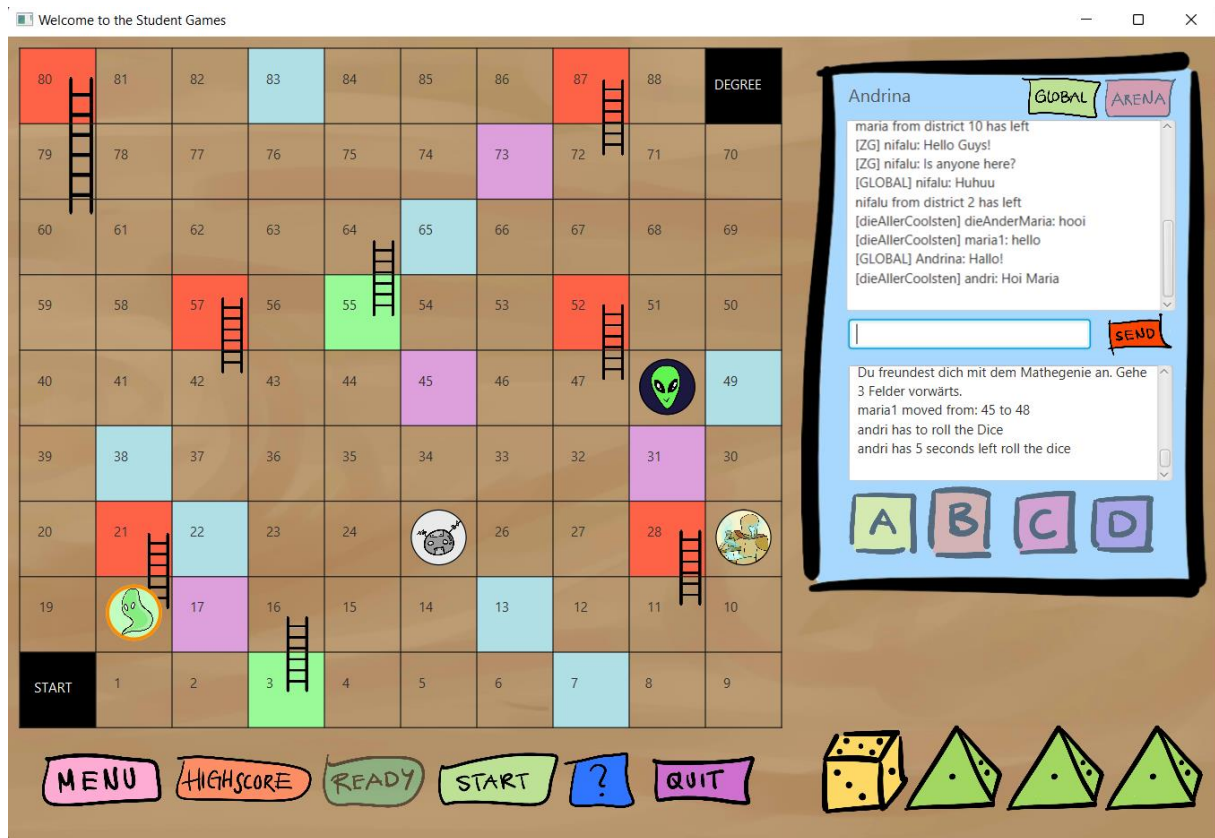 Welcome to the Student Games
80 81 82 83 84 85 86 87 88 DEGREE
79 78 77 76 75 74 73 72 71 70
60 61 62 63 64 65 66 67 68 69
59 58 57 56 55 54 53 52 51 50
40 41 42 43 44 45 46 47 49
39 38 37 36 35 34 33 32 31 30
20 21 22 23 24 26 27 28
19 17 16 15 14 13 12 11 10
START 1 2 3 4 5 6 7 8 9
MENU
HIGHSCORE
READY
START
?
QUIT
Andrina
GLOBAL
ARENA
maria from district 10 has left
[ZG] nifalu: Hello Guys!
[ZG] nifalu: Is anyone here?
[GLOBAL] nifalu: Huhuu
nifalu from district 2 has left
[dieAllerCoolsten] dieAnderMaria: hooi
[dieAllerCoolsten] maria1: hello
[GLOBAL] Andrina: Hallo!
[dieAllerCoolsten] andri: Hoi Maria
SEND
Du freundest dich mit dem Mathegenie an. Gehe
3 Felder vorwärts.
maria1 moved from: 45 to 48
andri has to roll the Dice
andri has 5 seconds left roll the dice
A B C D